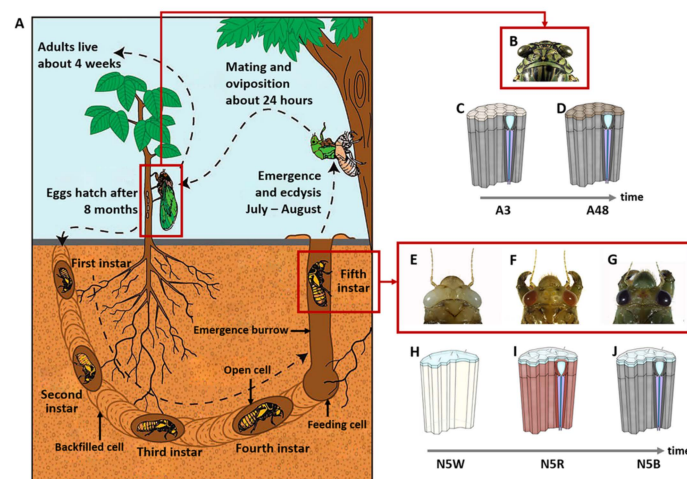 A
Adults live
about 4 weeks
Mating and
oviposition
about 24 hours
Eggs hatch after
8 months
Emergence
and ecdysis
July – August
First instar
Fifth
instar
Emergence burrow
Second
instar
Open cell
Feeding cell
Backfilled cell
Third instar
Fourth instar
B
C
D
time
A3
A48
E
F
G
H
I
J
time
N5W
N5R
N5B